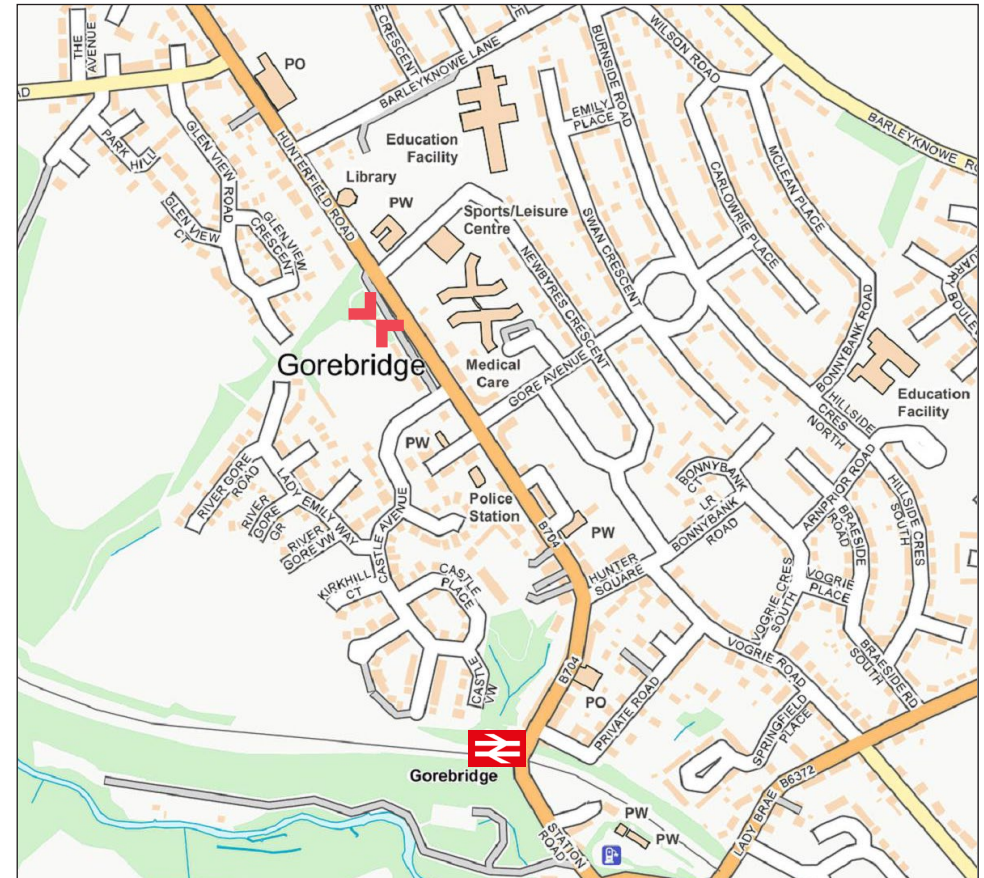 THE
AVENUE
AD
PARK HILL
GLEN VIEW ROAD
GLEN VIEW
CT
GLEN VIEW
CRESCENT
PO
HUNTERFIELD ROAD
E CRESCENT
BARLEYKNOWE LANE
Education
Facility
Library
PW
Sports/Leisure
Centre
EMILY
PLACE
BURNSIDE ROAD
WILSON ROAD
BARLEYKNOWE RO
MCLEAN PLACE
CARLOWRIE PLACE
SWAN CRESCENT
NEWBYRES CRESCENT
UARRY
BOULE
BONNYBANK ROAD
Gorebridge
Medical
Care
GORE AVENUE
Education
Facility
HILLSIDE
CRES
NORTH
PW
Police
Station
RIVER GORE
ROAD
RIVER
GORE
GR
LADY EMILY WAY
RIVER
GORE VW
CASTLE AVENUE
KIRKHILL
CT
CASTLE
PLACE
CASTLE
VW
B704
PW
HUNTER
SQUARE
BONNYBANK
CT
LR
BONNYBANK
ROAD
ARNPRIOR ROAD
BRAESIDE
ROAD
HILLSIDE CRES
SOUTH
VOGRIE
PLACE
VOGRIE CRES
SOUTH
VOGRIE ROAD
BRAESIDE RD
SOUTH
B704
PO
PRIVATE ROAD
SPRINGFIELD
PLACE
Gorebridge
STATION
ROAD
PW
PW
LADY BRAE
B6372